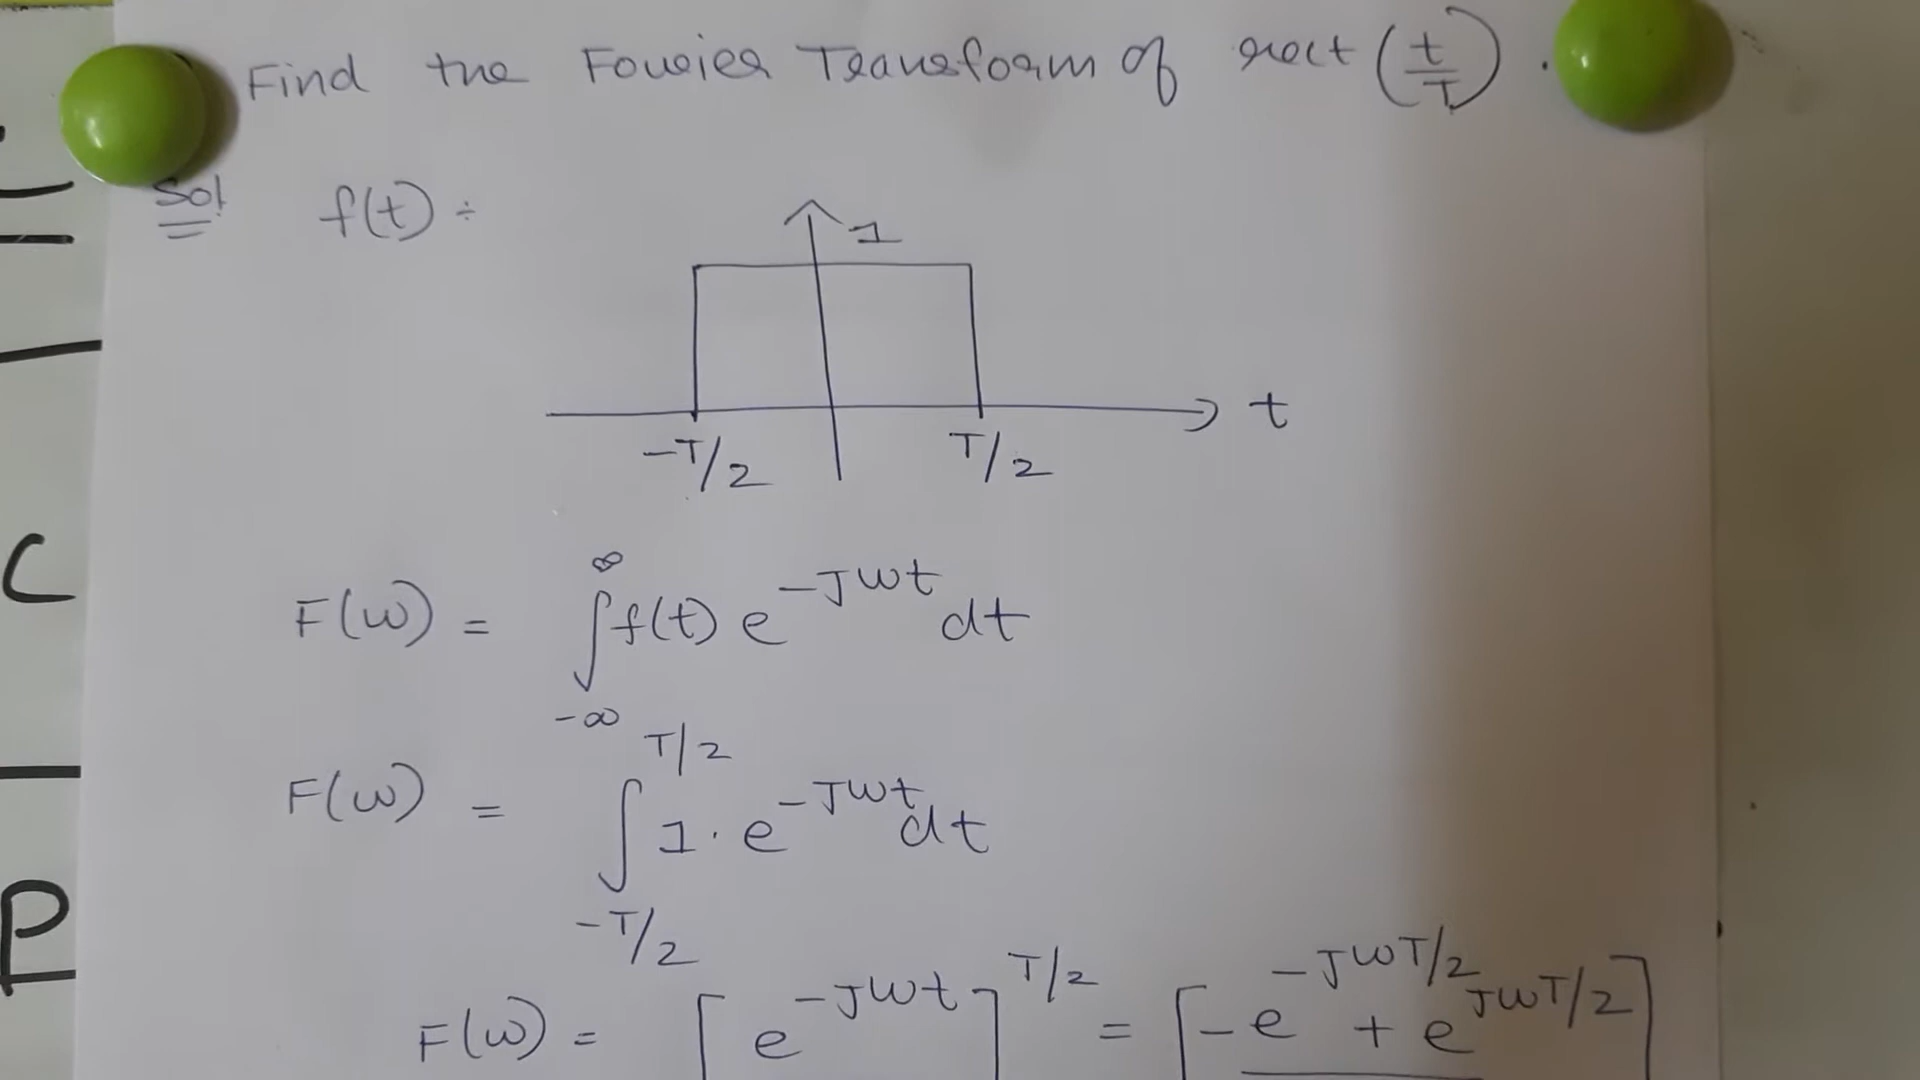 Find the Fourier Transform of rect (t/T).
Sol f(t) ÷
1
t
-T/2 T/2
F(ω) = ∫_{-∞}^{∞} f(t) e^{-Jωt} dt
F(ω) = ∫_{-T/2}^{T/2} 1 · e^{-Jωt} dt
F(ω) = [e^{-Jωt}]^{T/2} = [-e^{-JωT/2} + e^{JωT/2}]
C
P